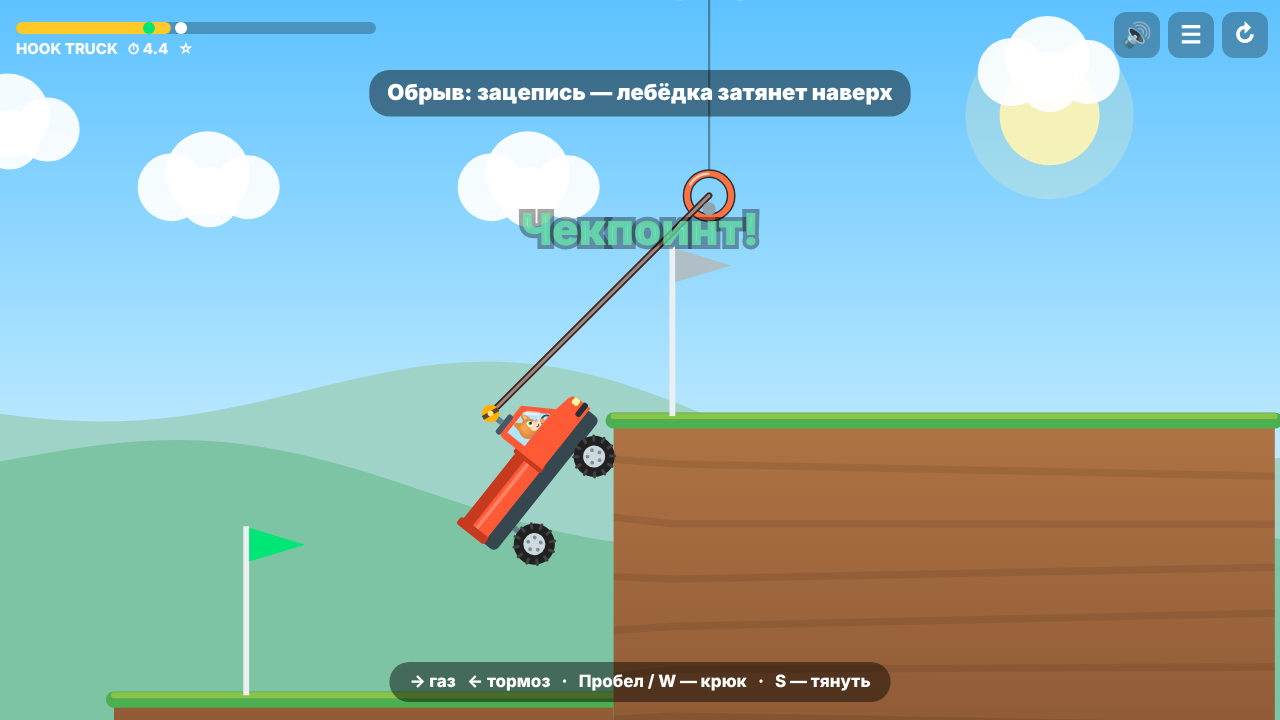 HOOK TRUCK ⏱ 4.4 ☆
Обрыв: зацепись — лебёдка затянет наверх
Чекпоинт!
→ газ ← тормоз · Пробел / W — крюк · S — тянуть